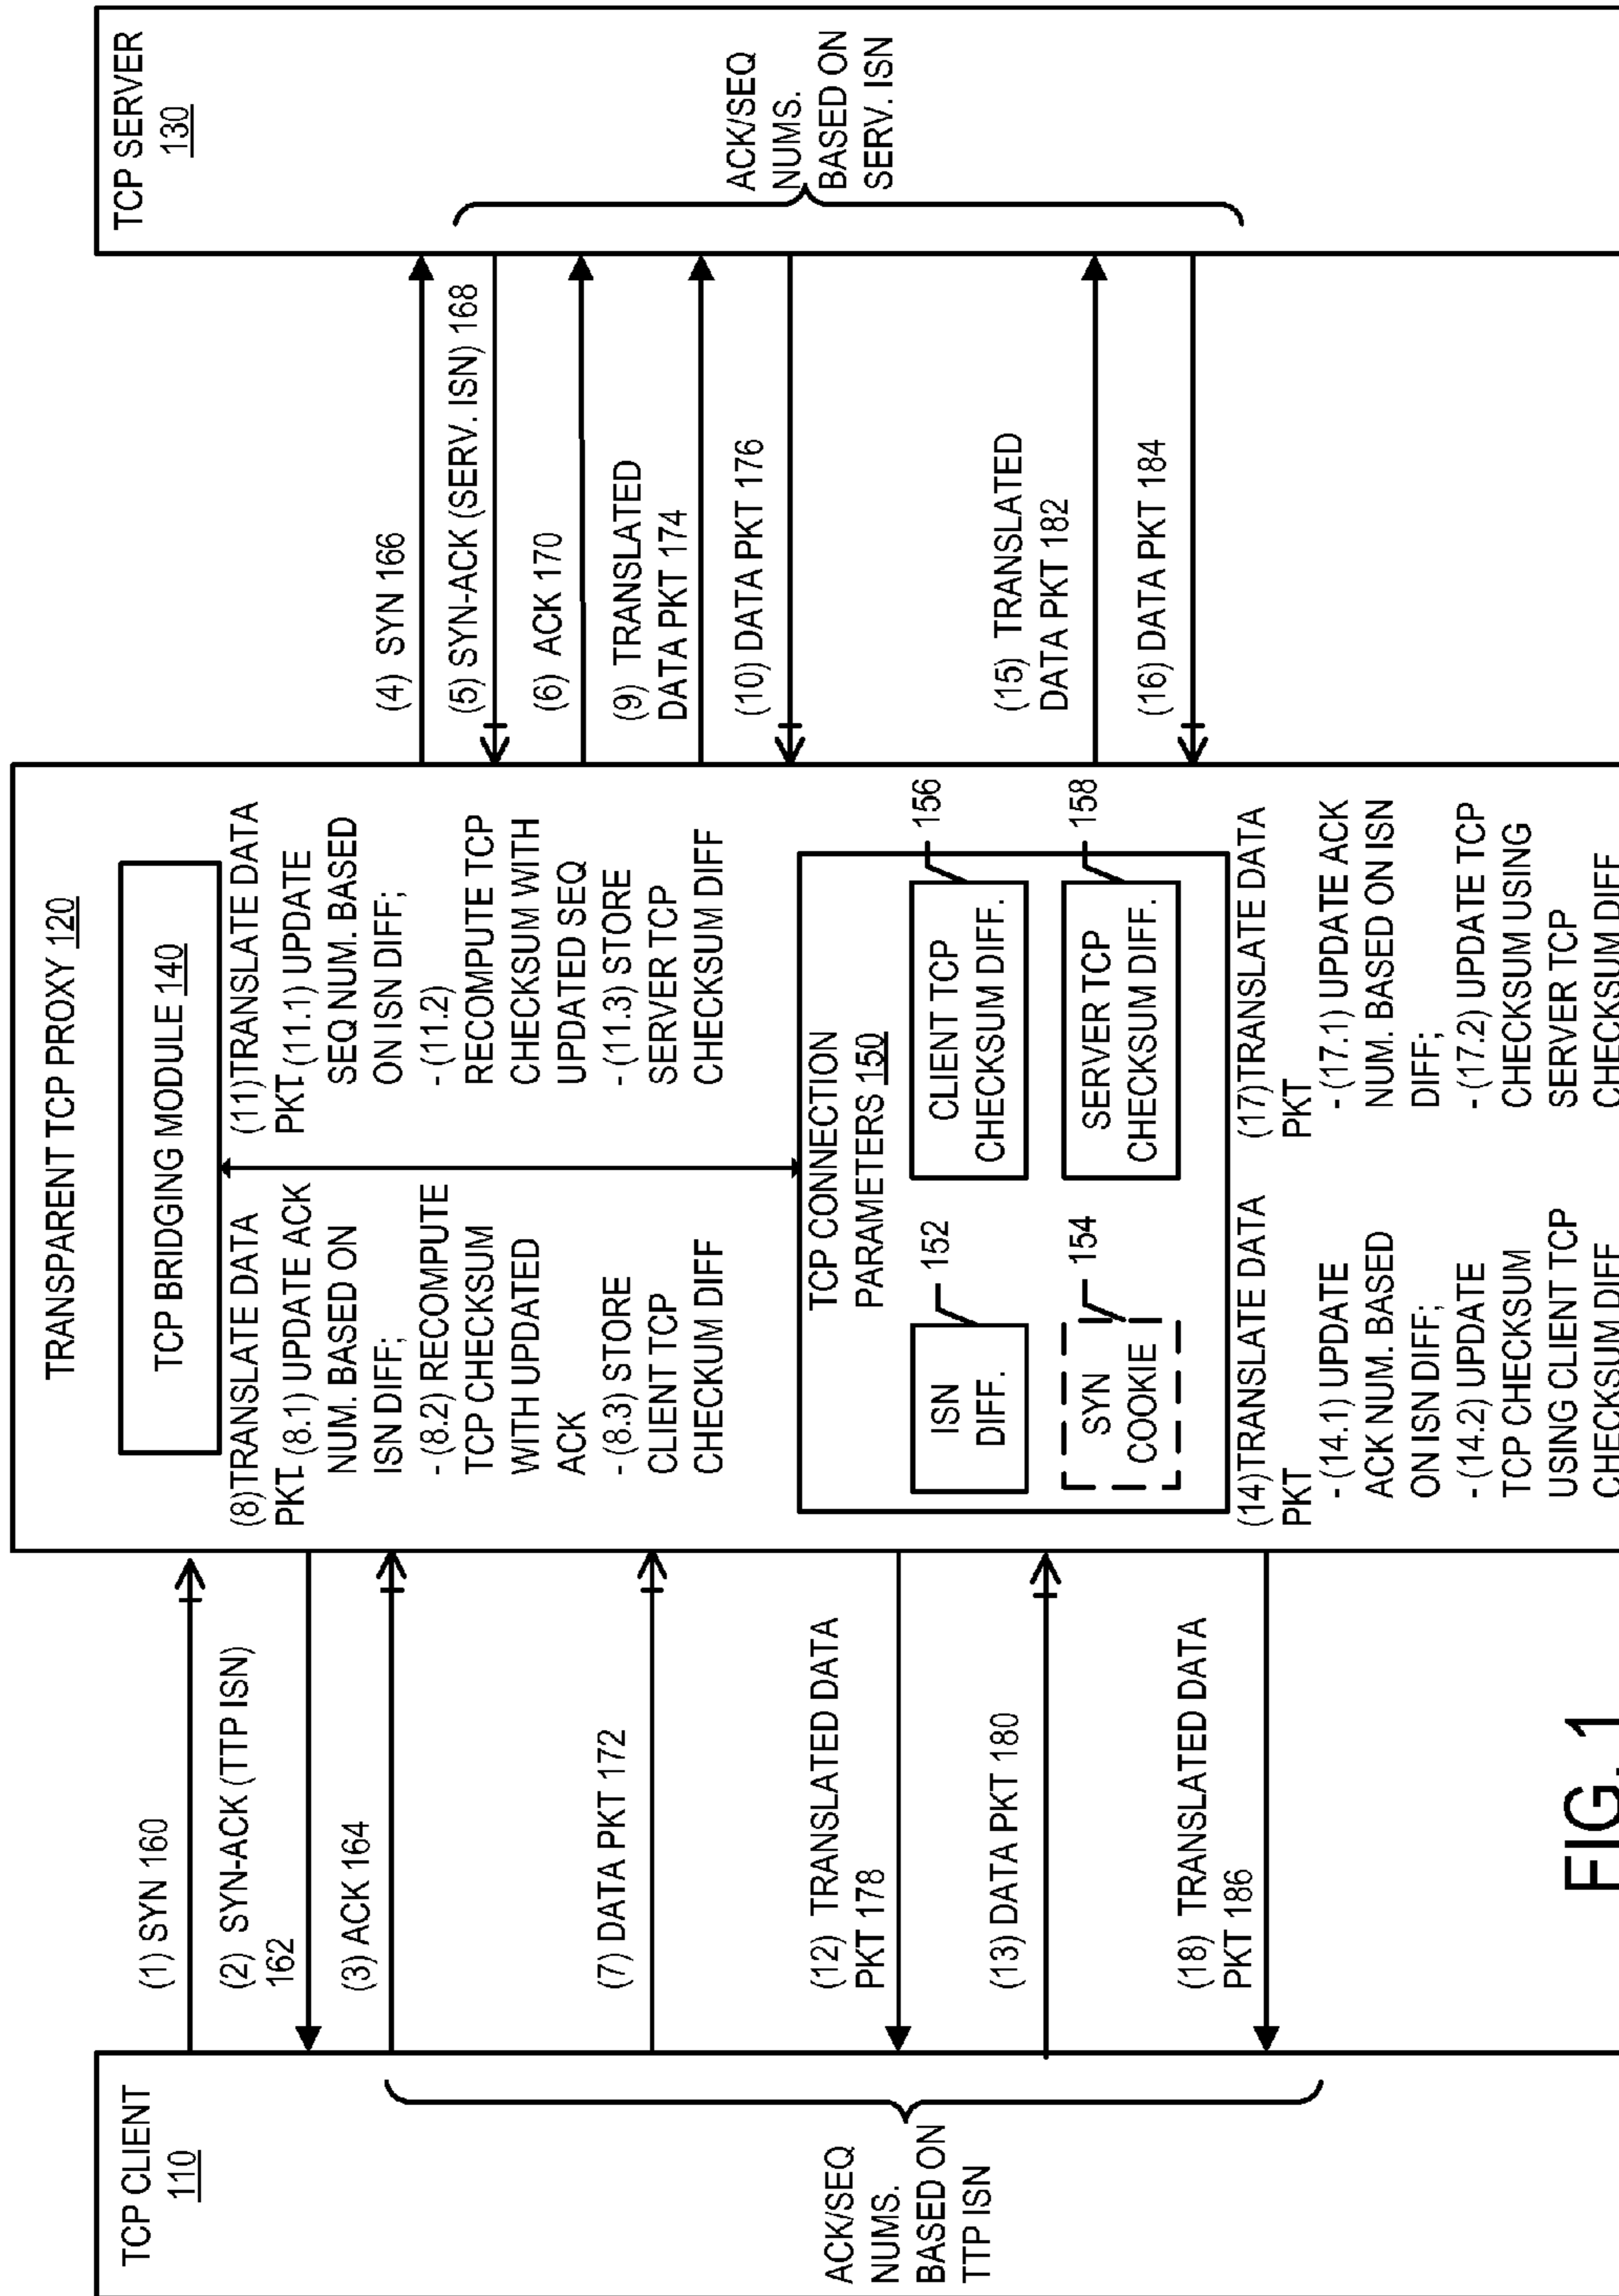 TCP CLIENT
110
ACK/SEQ
NUMS.
BASED ON
TTP ISN
(1) SYN 160
(2) SYN-ACK (TTP ISN)
162
(3) ACK 164
(7) DATA PKT 172
(12) TRANSLATED DATA
PKT 178
(13) DATA PKT 180
(18) TRANSLATED DATA
PKT 186
TRANSPARENT TCP PROXY 120
TCP BRIDGING MODULE 140
(8)TRANSLATE DATA
PKT
- (8.1) UPDATE ACK
NUM. BASED ON
ISN DIFF;
- (8.2) RECOMPUTE
TCP CHECKSUM
WITH UPDATED
ACK
- (8.3) STORE
CLIENT TCP
CHECKUM DIFF
(11)TRANSLATE DATA
PKT
- (11.1) UPDATE
SEQ NUM. BASED
ON ISN DIFF;
- (11.2)
RECOMPUTE TCP
CHECKSUM WITH
UPDATED SEQ
- (11.3) STORE
SERVER TCP
CHECKSUM DIFF
TCP CONNECTION
PARAMETERS 150
152
ISN
DIFF.
154
SYN
COOKIE
156
CLIENT TCP
CHECKSUM DIFF.
158
SERVER TCP
CHECKSUM DIFF.
(14)TRANSLATE DATA
PKT
- (14.1) UPDATE
ACK NUM. BASED
ON ISN DIFF;
- (14.2) UPDATE
TCP CHECKSUM
USING CLIENT TCP
CHECKSUM DIFF
(17)TRANSLATE DATA
PKT
- (17.1) UPDATE ACK
NUM. BASED ON ISN
DIFF;
- (17.2) UPDATE TCP
CHECKSUM USING
SERVER TCP
CHECKSUM DIFF
(4) SYN 166
(5) SYN-ACK (SERV. ISN) 168
(6) ACK 170
(9) TRANSLATED
DATA PKT 174
(10) DATA PKT 176
(15) TRANSLATED
DATA PKT 182
(16) DATA PKT 184
TCP SERVER
130
ACK/SEQ
NUMS.
BASED ON
SERV. ISN
FIG. 1